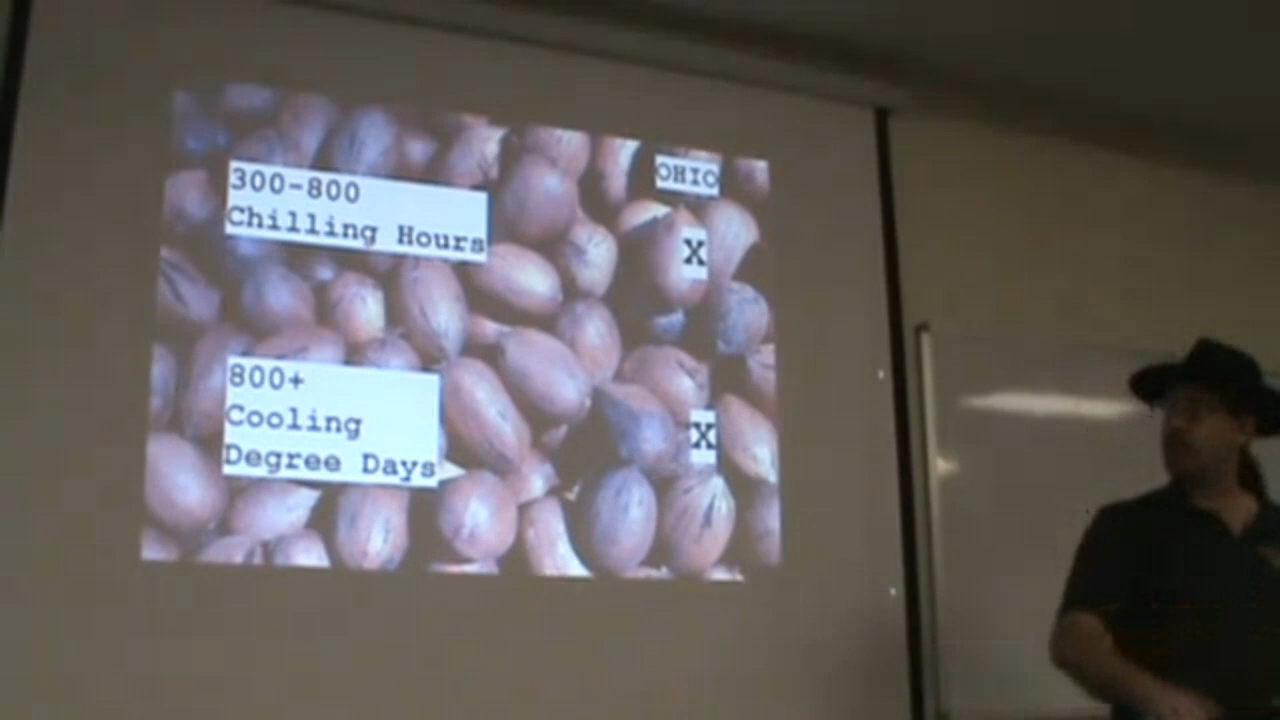 OHIO
300-800
Chilling Hours
X
800+
Cooling
Degree Days
X